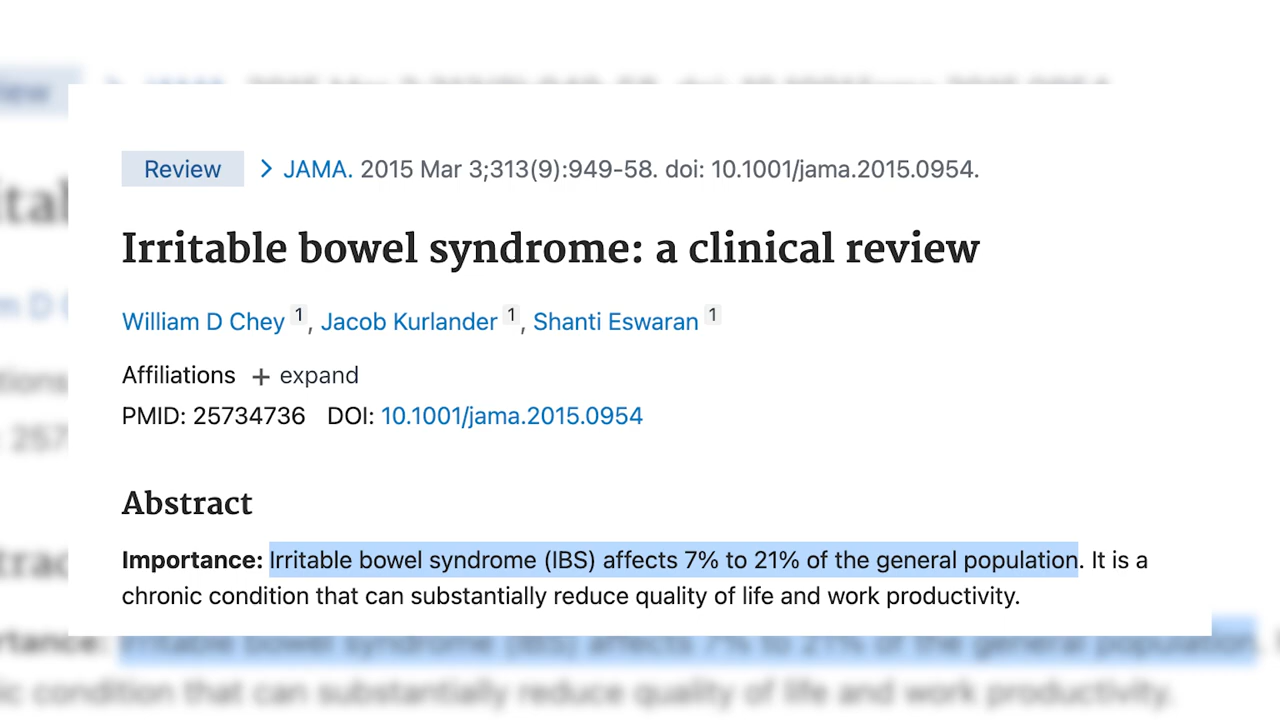 Review > JAMA. 2015 Mar 3;313(9):949-58. doi: 10.1001/jama.2015.0954.
Irritable bowel syndrome: a clinical review
William D Chey 1, Jacob Kurlander 1, Shanti Eswaran 1
Affiliations + expand
PMID: 25734736 DOI: 10.1001/jama.2015.0954
Abstract
Importance: Irritable bowel syndrome (IBS) affects 7% to 21% of the general population. It is a
chronic condition that can substantially reduce quality of life and work productivity.